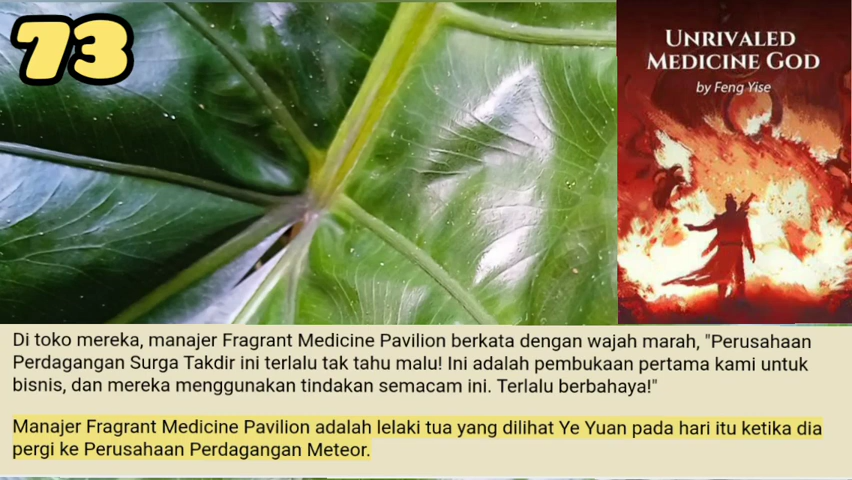 73
UNRIVALED
MEDICINE GOD
by Feng Yise
Di toko mereka, manajer Fragrant Medicine Pavilion berkata dengan wajah marah, "Perusahaan
Perdagangan Surga Takdir ini terlalu tak tahu malu! Ini adalah pembukaan pertama kami untuk
bisnis, dan mereka menggunakan tindakan semacam ini. Terlalu berbahaya!"
Manajer Fragrant Medicine Pavilion adalah lelaki tua yang dilihat Ye Yuan pada hari itu ketika dia
pergi ke Perusahaan Perdagangan Meteor.